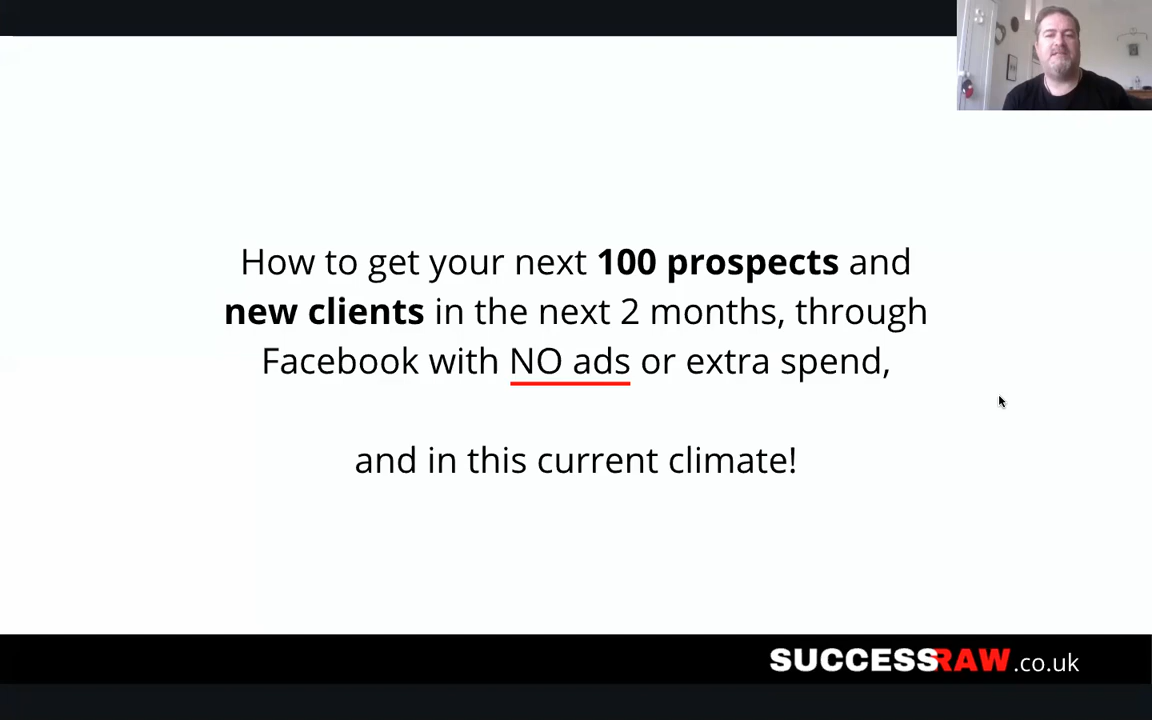 How to get your next 100 prospects and
new clients in the next 2 months, through
Facebook with NO ads or extra spend,
and in this current climate!
SUCCESSRAW.co.uk